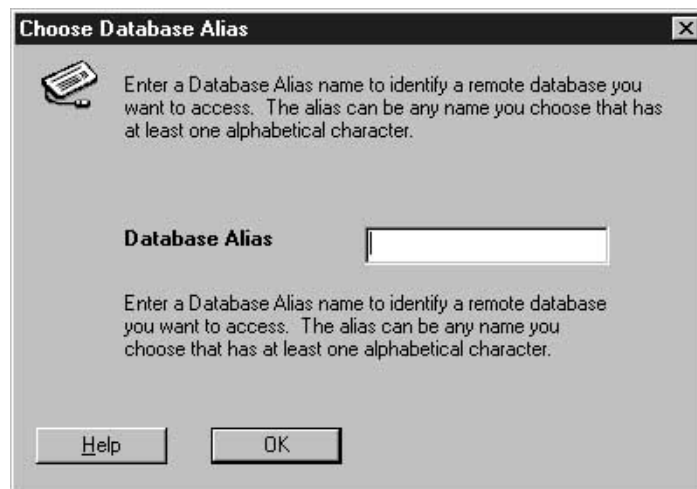 Choose Database Alias
Enter a Database Alias name to identify a remote database you
want to access. The alias can be any name you choose that has
at least one alphabetical character.
Database Alias
Enter a Database Alias name to identify a remote database
you want to access. The alias can be any name you
choose that has at least one alphabetical character.
Help
OK